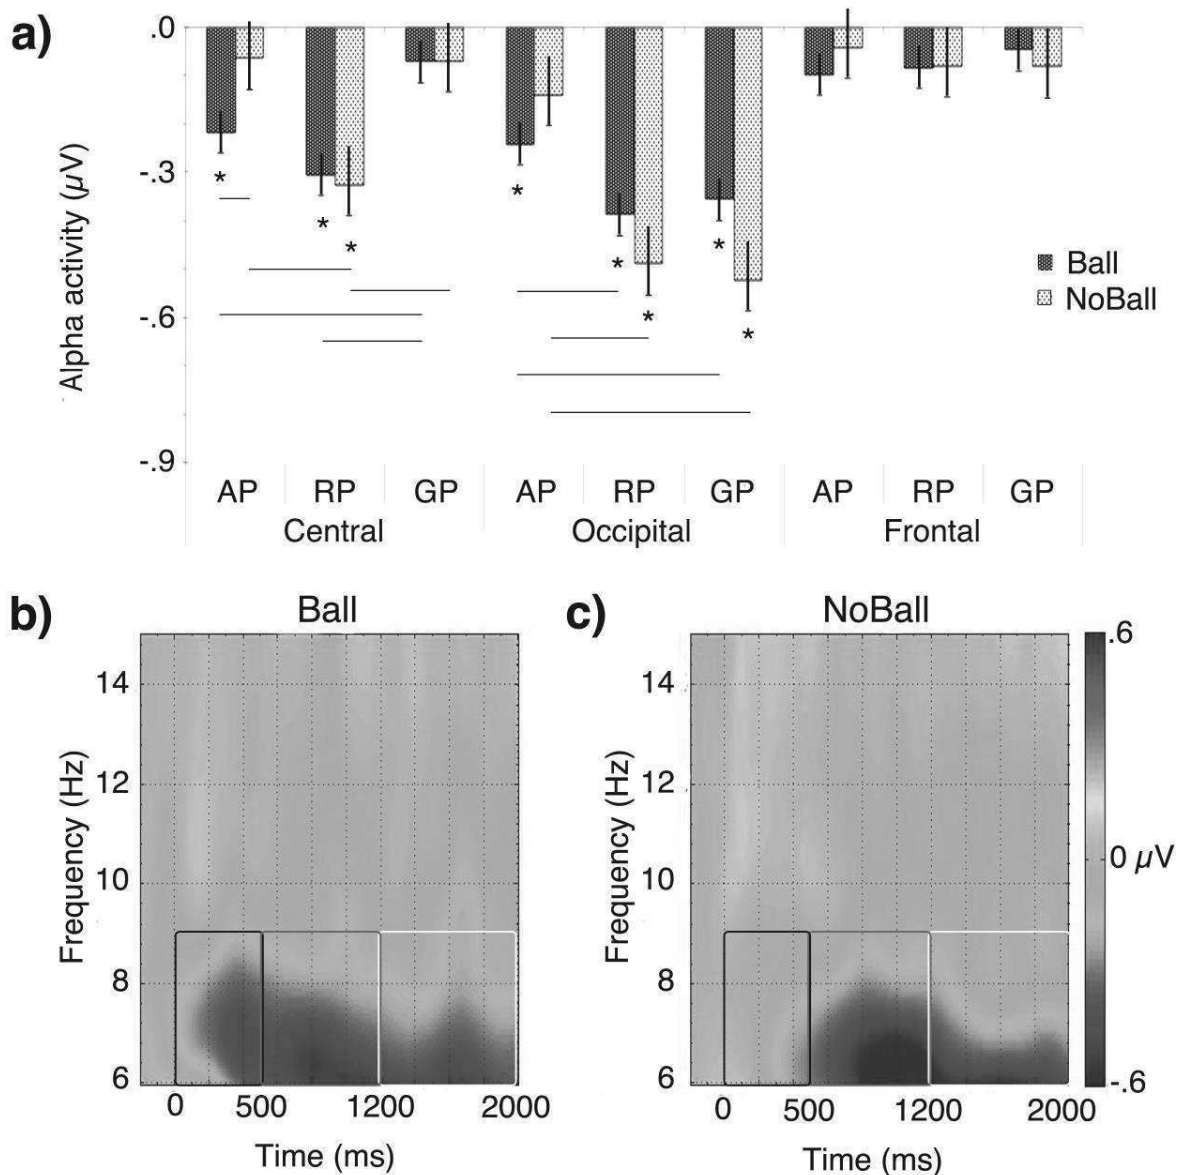 a)
.0
-.3
-.6
-.9
Alpha activity (µV)
* * * * * * * *
Ball
NoBall
AP RP GP AP RP GP AP RP GP
Central Occipital Frontal
b) Ball
14
12
10
8
6
Frequency (Hz)
0 500 1200 2000
Time (ms)
c) NoBall
14
12
10
8
6
Frequency (Hz)
0 500 1200 2000
Time (ms)
.6
0 µV
-.6